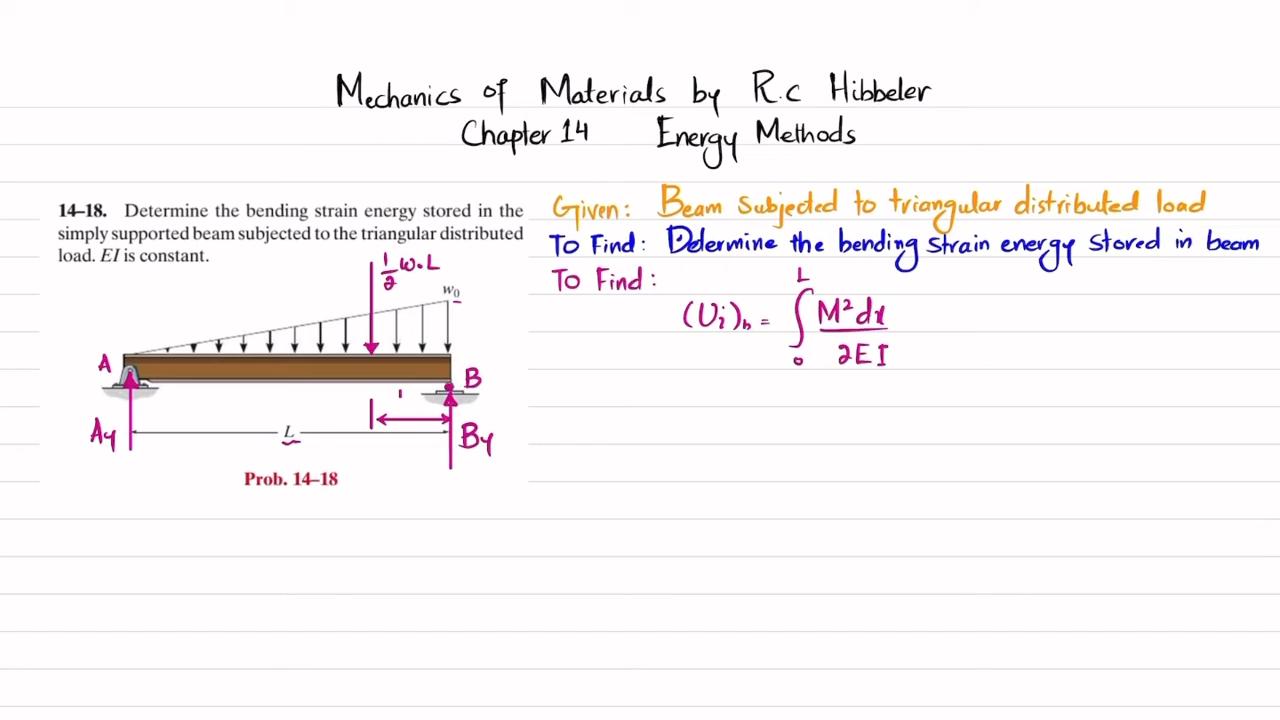 Mechanics of Materials by R.c Hibbeler
Chapter 14 Energy Methods
14–18. Determine the bending strain energy stored in the
simply supported beam subjected to the triangular distributed
load. EI is constant.
½ w₀L
w₀
A
B
Ay
L
By
Prob. 14–18
Given: Beam Subjected to triangular distributed load
To Find: Determine the bending strain energy stored in beam
To Find:
(Ui)b = ∫₀ᴸ M²dx / 2EI